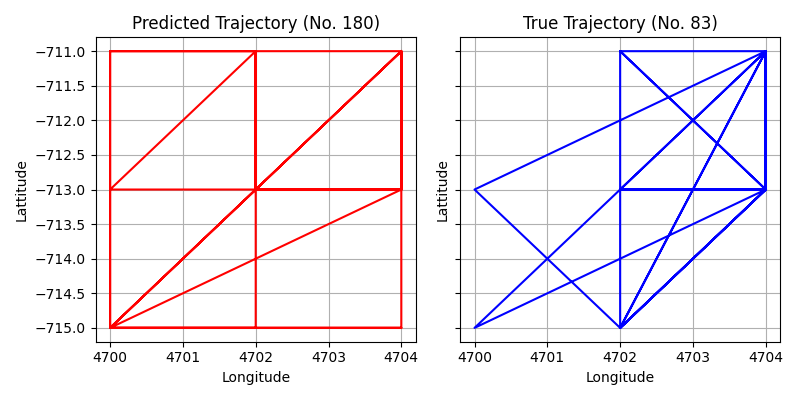 Predicted Trajectory (No. 180)
True Trajectory (No. 83)
−711.0
−711.5
−712.0
−712.5
−713.0
−713.5
−714.0
−714.5
−715.0
Lattitude
Lattitude
4700 4701 4702 4703 4704
4700 4701 4702 4703 4704
Longitude
Longitude